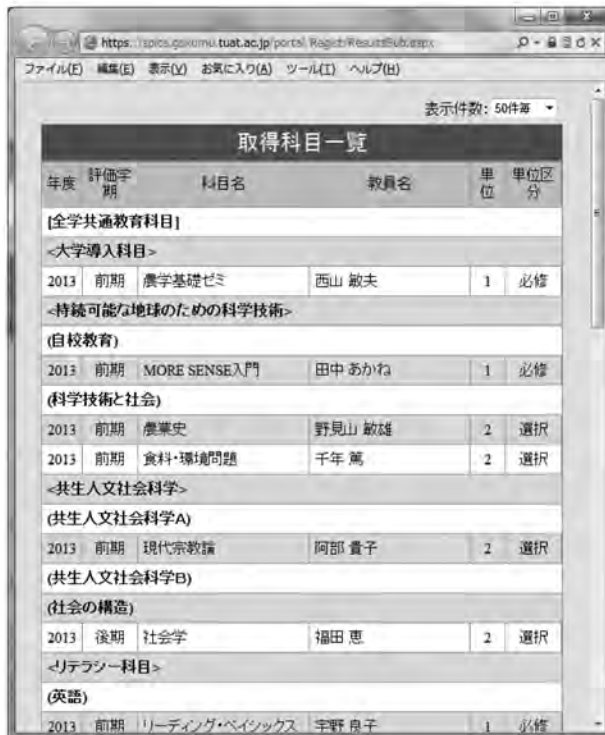 https://spica.gakumu.tuat.ac.jp/portal/Regist/ResultsSub.aspx
ファイル(F) 編集(E) 表示(V) お気に入り(A) ツール(T) ヘルプ(H)
表示件数: 50件毎
取得科目一覧
年度 評価学期 科目名 教員名 単位 単位区分
[全学共通教育科目]
<大学導入科目>
2013 前期 農学基礎ゼミ 西山 敏夫 1 必修
<持続可能な地球のための科学技術>
(自校教育)
2013 前期 MORE SENSE入門 田中 あかね 1 必修
(科学技術と社会)
2013 前期 農業史 野見山 敏雄 2 選択
2013 前期 食料・環境問題 千年 篤 2 選択
<共生人文社会科学>
(共生人文社会科学A)
2013 前期 現代宗教論 阿部 貴子 2 選択
(共生人文社会科学B)
(社会の構造)
2013 後期 社会学 福田 恵 2 選択
<リテラシー科目>
(英語)
2013 前期 リーディング・ベイシックス 宇野 良子 1 必修